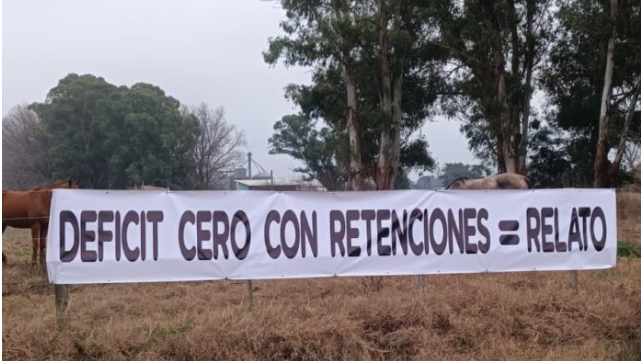 DEFICIT CERO CON RETENCIONES = RELATO